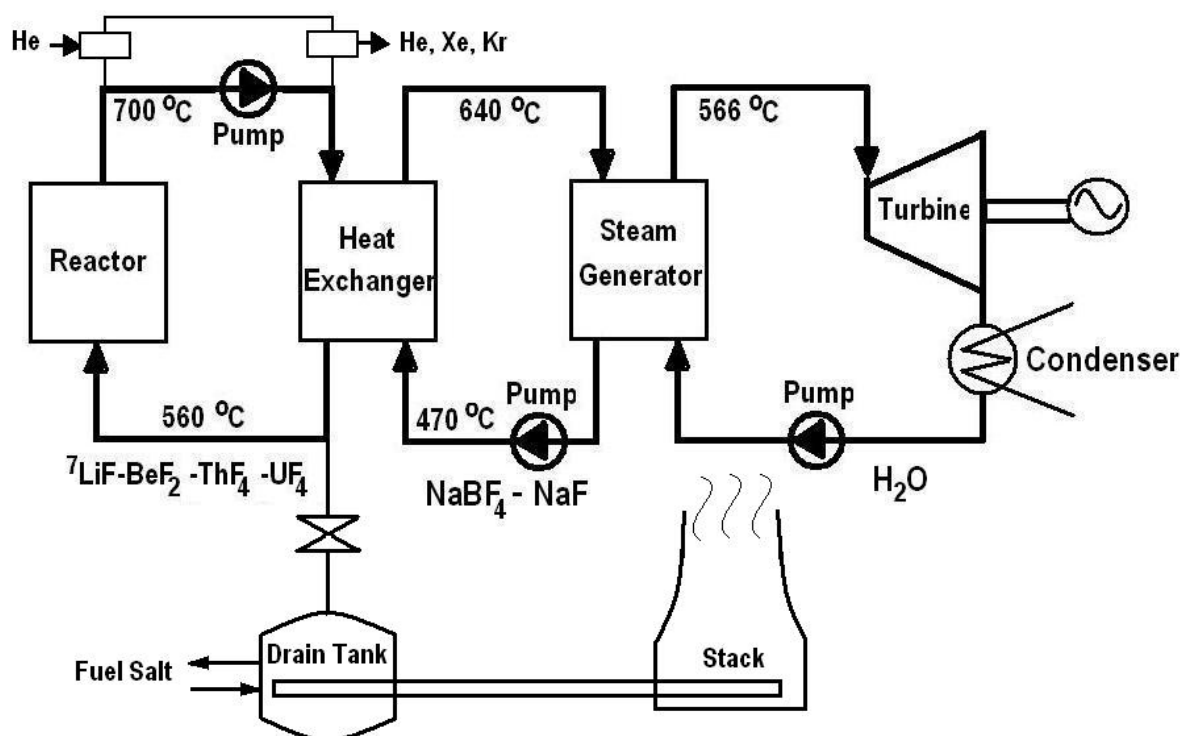 He
He, Xe, Kr
700 °C
Pump
640 °C
566 °C
Reactor
Heat
Exchanger
Steam
Generator
Turbine
Condenser
560 °C
⁷LiF-BeF₂ -ThF₄ -UF₄
470 °C
Pump
NaBF₄ - NaF
Pump
H₂O
Drain Tank
Fuel Salt
Stack